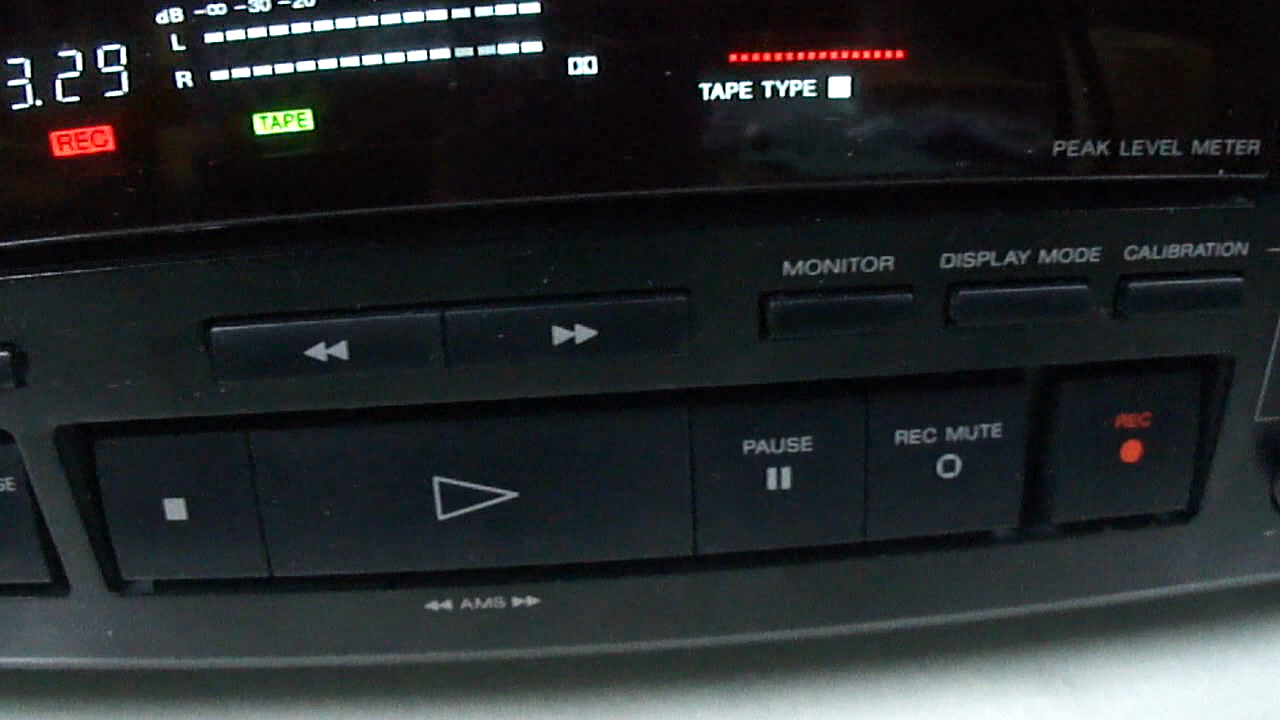 dB -∞ -30 -20
L
3.29
R
TAPE TYPE
REC
TAPE
PEAK LEVEL METER
MONITOR
DISPLAY MODE
CALIBRATION
PAUSE
REC MUTE
REC
GE
AMS